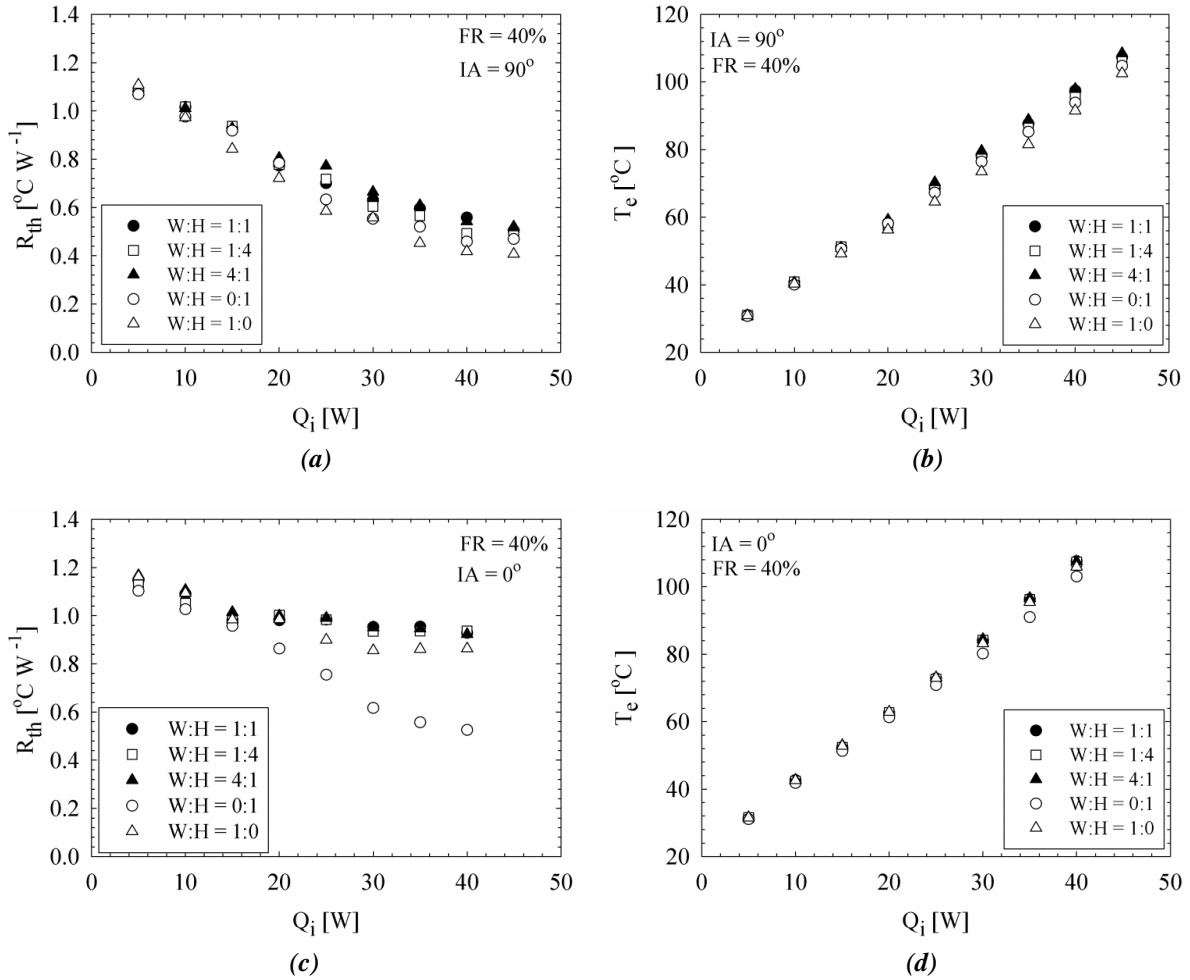 1.4
1.2
1.0
0.8
0.6
0.4
0.2
0.0
R_th [°C W⁻¹]
FR = 40%
IA = 90°
W:H = 1:1
W:H = 1:4
W:H = 4:1
W:H = 0:1
W:H = 1:0
0 10 20 30 40 50
Q_i [W]
(a)
120
100
80
60
40
20
T_e [°C]
IA = 90°
FR = 40%
W:H = 1:1
W:H = 1:4
W:H = 4:1
W:H = 0:1
W:H = 1:0
0 10 20 30 40 50
Q_i [W]
(b)
1.4
1.2
1.0
0.8
0.6
0.4
0.2
0.0
R_th [°C W⁻¹]
FR = 40%
IA = 0°
W:H = 1:1
W:H = 1:4
W:H = 4:1
W:H = 0:1
W:H = 1:0
0 10 20 30 40 50
Q_i [W]
(c)
120
100
80
60
40
20
T_e [°C]
IA = 0°
FR = 40%
W:H = 1:1
W:H = 1:4
W:H = 4:1
W:H = 0:1
W:H = 1:0
0 10 20 30 40 50
Q_i [W]
(d)